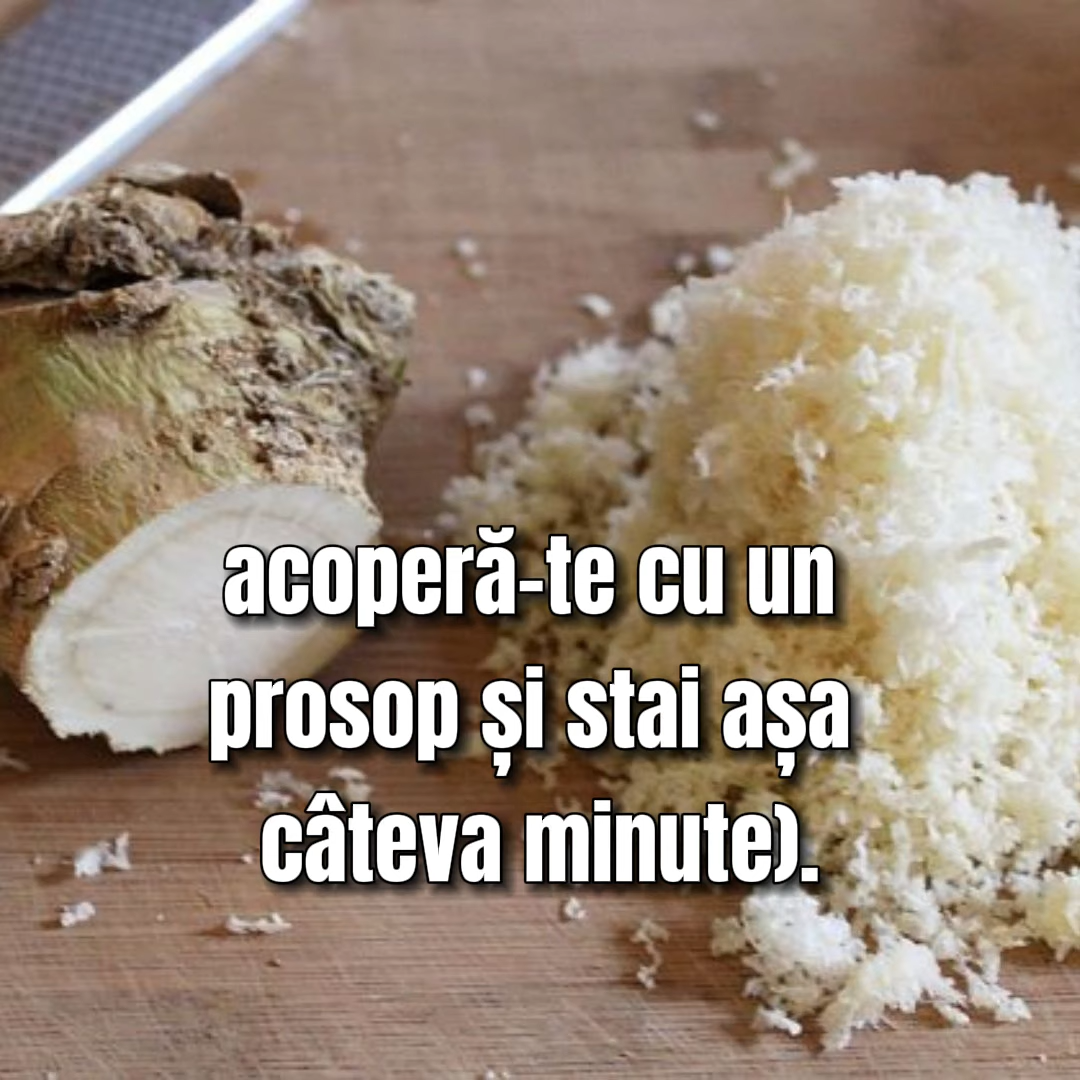 acoperă-te cu un
prosop și stai așa
câteva minute).